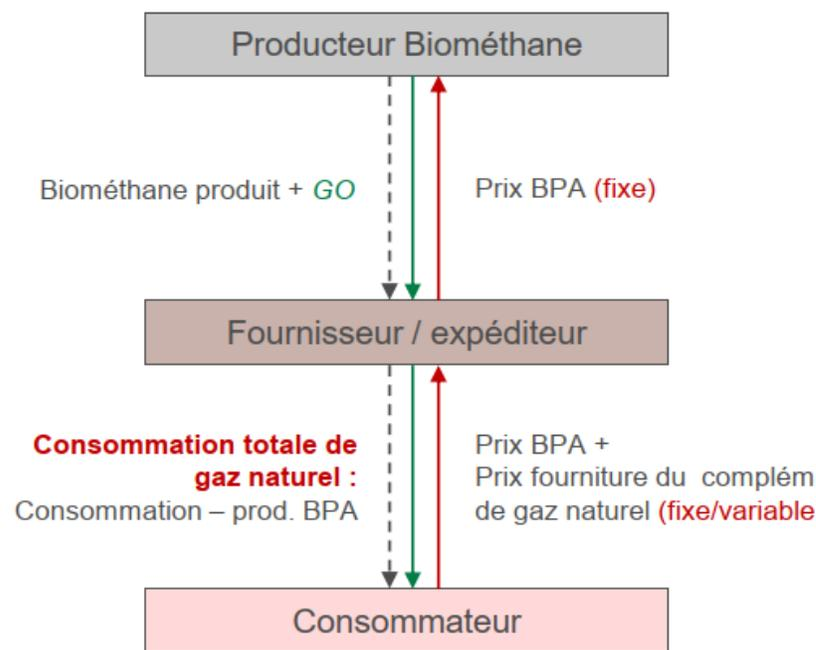 Producteur Biométhane
Biométhane produit + GO
Prix BPA (fixe)
Fournisseur / expéditeur
Consommation totale de
gaz naturel :
Consommation – prod. BPA
Prix BPA +
Prix fourniture du complém
de gaz naturel (fixe/variable
Consommateur